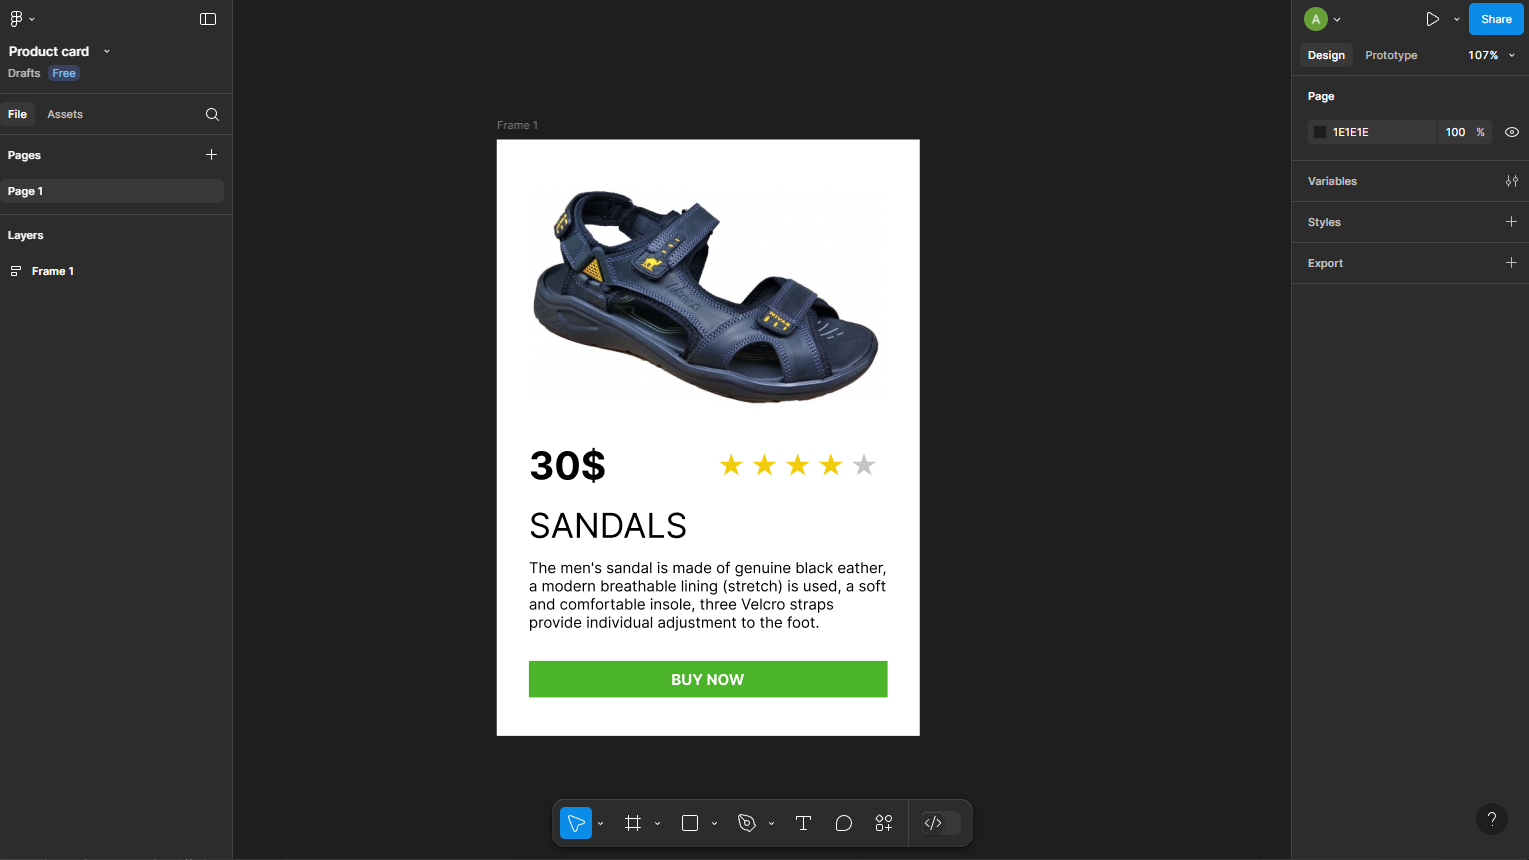 Product card
Drafts Free
File Assets
Pages
Page 1
Layers
Frame 1
Frame 1
NIVAS
30$
SANDALS
The men's sandal is made of genuine black eather,
a modern breathable lining (stretch) is used, a soft
and comfortable insole, three Velcro straps
provide individual adjustment to the foot.
BUY NOW
A
Share
Design Prototype 107%
Page
1E1E1E 100 %
Variables
Styles
Export
?